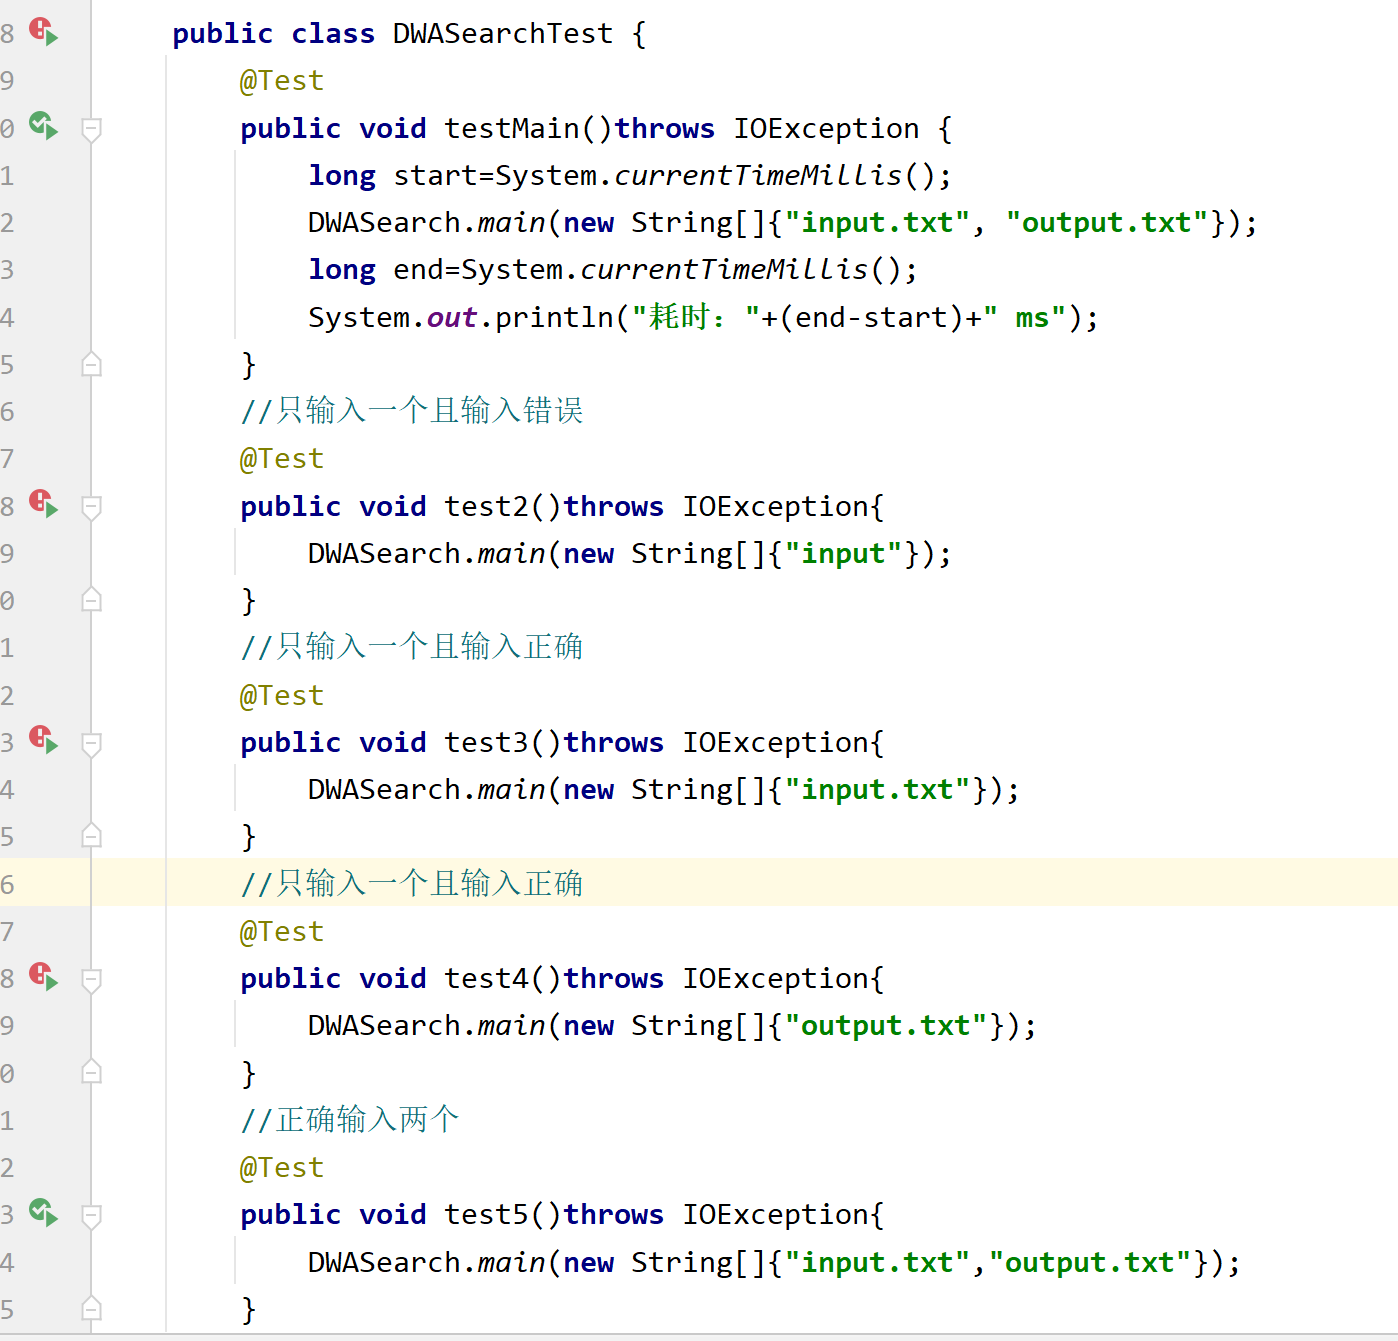 8 public class DWASearchTest {
9 @Test
0 public void testMain()throws IOException {
1 long start=System.currentTimeMillis();
2 DWASearch.main(new String[]{"input.txt", "output.txt"});
3 long end=System.currentTimeMillis();
4 System.out.println("耗时："+(end-start)+" ms");
5 }
6 //只输入一个且输入错误
7 @Test
8 public void test2()throws IOException{
9 DWASearch.main(new String[]{"input"});
0 }
1 //只输入一个且输入正确
2 @Test
3 public void test3()throws IOException{
4 DWASearch.main(new String[]{"input.txt"});
5 }
6 //只输入一个且输入正确
7 @Test
8 public void test4()throws IOException{
9 DWASearch.main(new String[]{"output.txt"});
0 }
1 //正确输入两个
2 @Test
3 public void test5()throws IOException{
4 DWASearch.main(new String[]{"input.txt","output.txt"});
5 }